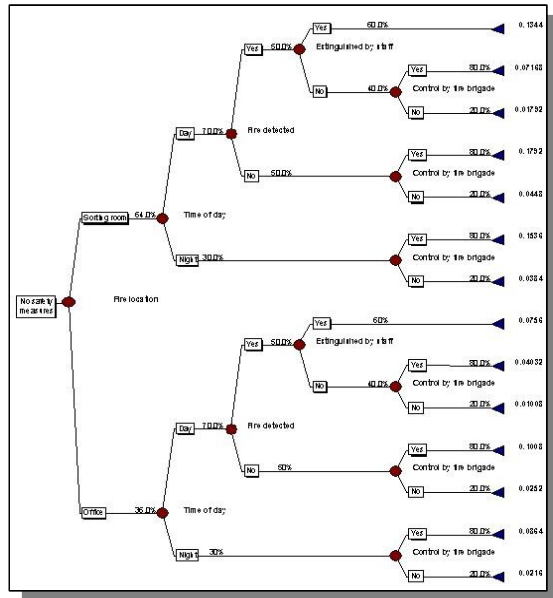 Yes 60.0% 0.1344
Yes 50.0% Extinguished by staff
Yes 80.0% 0.07168
No 40.0% Control by fire brigade
No 20.0% 0.01792
Day 70.0% Fire detected
Yes 80.0% 0.1792
No 50.0% Control by fire brigade
No 20.0% 0.0448
Sorting room 64.0% Time of day
Yes 80.0% 0.1536
Night 30.0% Control by fire brigade
No 20.0% 0.0384
No safety
measures
Fire location
Yes 60% 0.0756
Yes 50.0% Extinguished by staff
Yes 80.0% 0.04032
No 40.0% Control by fire brigade
No 20.0% 0.01008
Day 70.0% Fire detected
Yes 80.0% 0.1008
No 50% Control by fire brigade
No 20.0% 0.0252
Office 36.0% Time of day
Yes 80.0% 0.0864
Night 30% Control by fire brigade
No 20.0% 0.0216